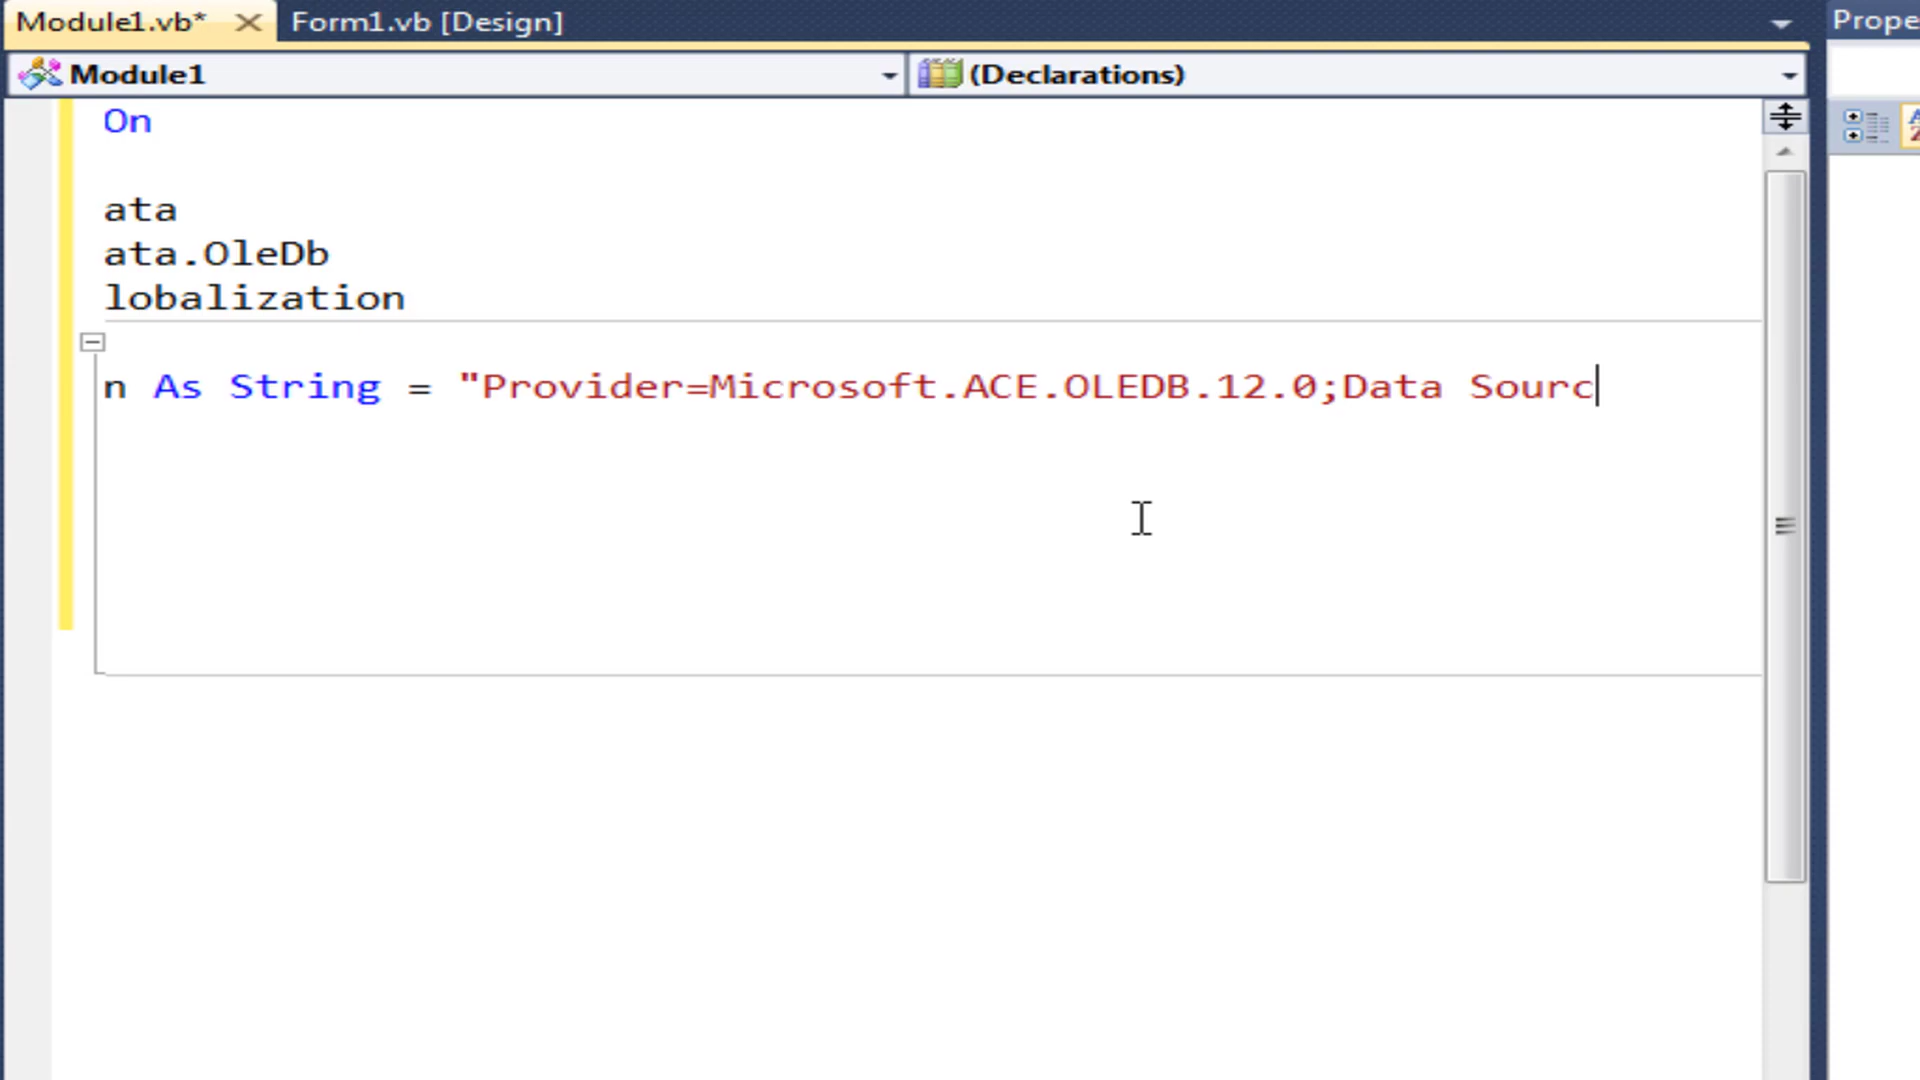 Module1.vb*
Form1.vb [Design]
Prope
Module1
(Declarations)
On
ata
ata.OleDb
lobalization
n As String = "Provider=Microsoft.ACE.OLEDB.12.0;Data Sourc